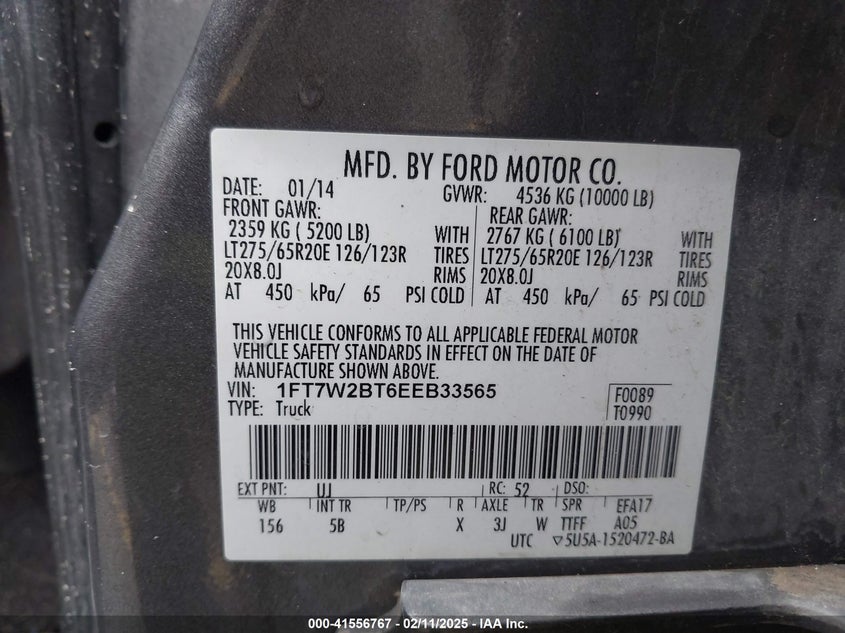 MFD. BY FORD MOTOR CO.
DATE: 01/14 GVWR: 4536 KG (10000 LB)
FRONT GAWR: REAR GAWR:
2359 KG ( 5200 LB) WITH 2767 KG ( 6100 LB) WITH
LT275/65R20E 126/123R TIRES LT275/65R20E 126/123R TIRES
20X8.0J RIMS 20X8.0J RIMS
AT 450 kPa/ 65 PSI COLD AT 450 kPa/ 65 PSI COLD
THIS VEHICLE CONFORMS TO ALL APPLICABLE FEDERAL MOTOR
VEHICLE SAFETY STANDARDS IN EFFECT ON THE DATE OF
MANUFACTURE SHOWN ABOVE.
VIN: 1FT7W2BT6EEB33565 F0089
TYPE: Truck T0990
EXT PNT: UJ RC: 52 DSO:
WB INT TR TP/PS R AXLE TR SPR EFA17
156 5B X 3J W TTFF A05
UTC ▽5U5A-1520472-BA
000-41556767 - 02/11/2025 - IAA Inc.